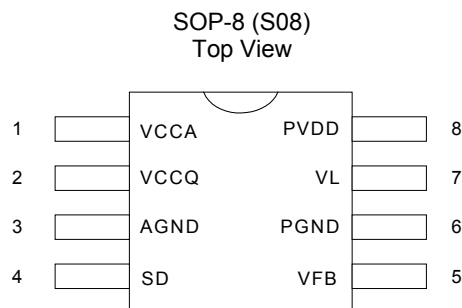 SOP-8 (S08)
Top View
1 VCCA PVDD 8
2 VCCQ VL 7
3 AGND PGND 6
4 SD VFB 5